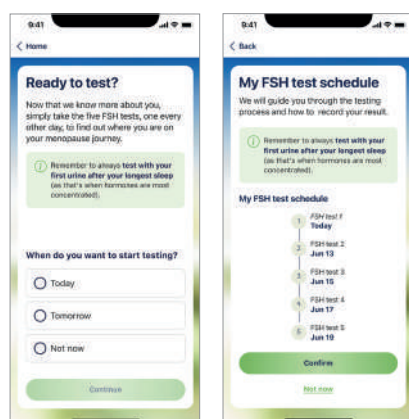 9:41
Home
Ready to test?
Now that we know more about you,
simply take the five FSH tests, one every
other day, to find out where you are on
your menopause journey.
Remember to always test with your
first urine after your longest sleep
(as that's when hormones are most
concentrated).
When do you want to start testing?
Today
Tomorrow
Not now
Continue
9:41
Back
My FSH test schedule
We will guide you through the testing
process and how to record your result.
Remember to always test with your
first urine after your longest sleep
(as that's when hormones are most
concentrated).
My FSH test schedule
1 FSH test 1
Today
2 FSH test 2
Jun 13
3 FSH test 3
Jun 15
4 FSH test 4
Jun 17
5 FSH test 5
Jun 19
Confirm
Not now